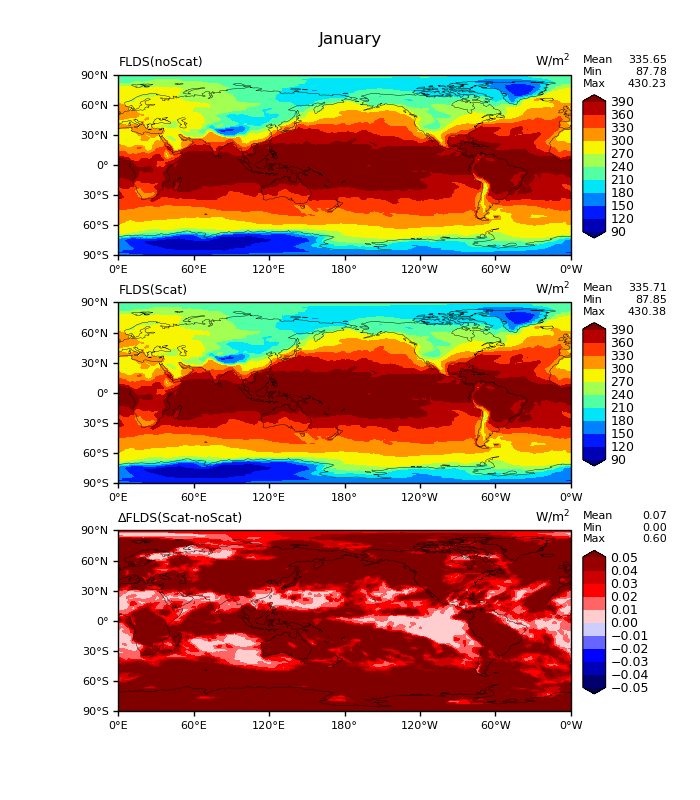 January
FLDS(noScat) W/m²
Mean 335.65
Min 87.78
Max 430.23
90°N
60°N
30°N
0°
30°S
60°S
90°S
0°E 60°E 120°E 180° 120°W 60°W 0°W
390
360
330
300
270
240
210
180
150
120
90
FLDS(Scat) W/m²
Mean 335.71
Min 87.85
Max 430.38
90°N
60°N
30°N
0°
30°S
60°S
90°S
0°E 60°E 120°E 180° 120°W 60°W 0°W
390
360
330
300
270
240
210
180
150
120
90
ΔFLDS(Scat-noScat) W/m²
Mean 0.07
Min 0.00
Max 0.60
90°N
60°N
30°N
0°
30°S
60°S
90°S
0°E 60°E 120°E 180° 120°W 60°W 0°W
0.05
0.04
0.03
0.02
0.01
0.00
−0.01
−0.02
−0.03
−0.04
−0.05